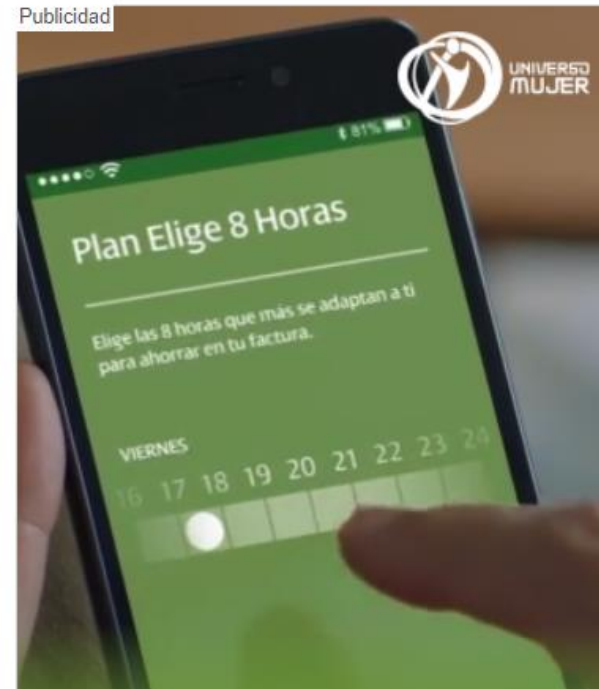 Publicidad
UNIVERSO
MUJER
81%
Plan Elige 8 Horas
Elige las 8 horas que más se adaptan a ti
para ahorrar en tu factura.
VIERNES
16 17 18 19 20 21 22 23 24